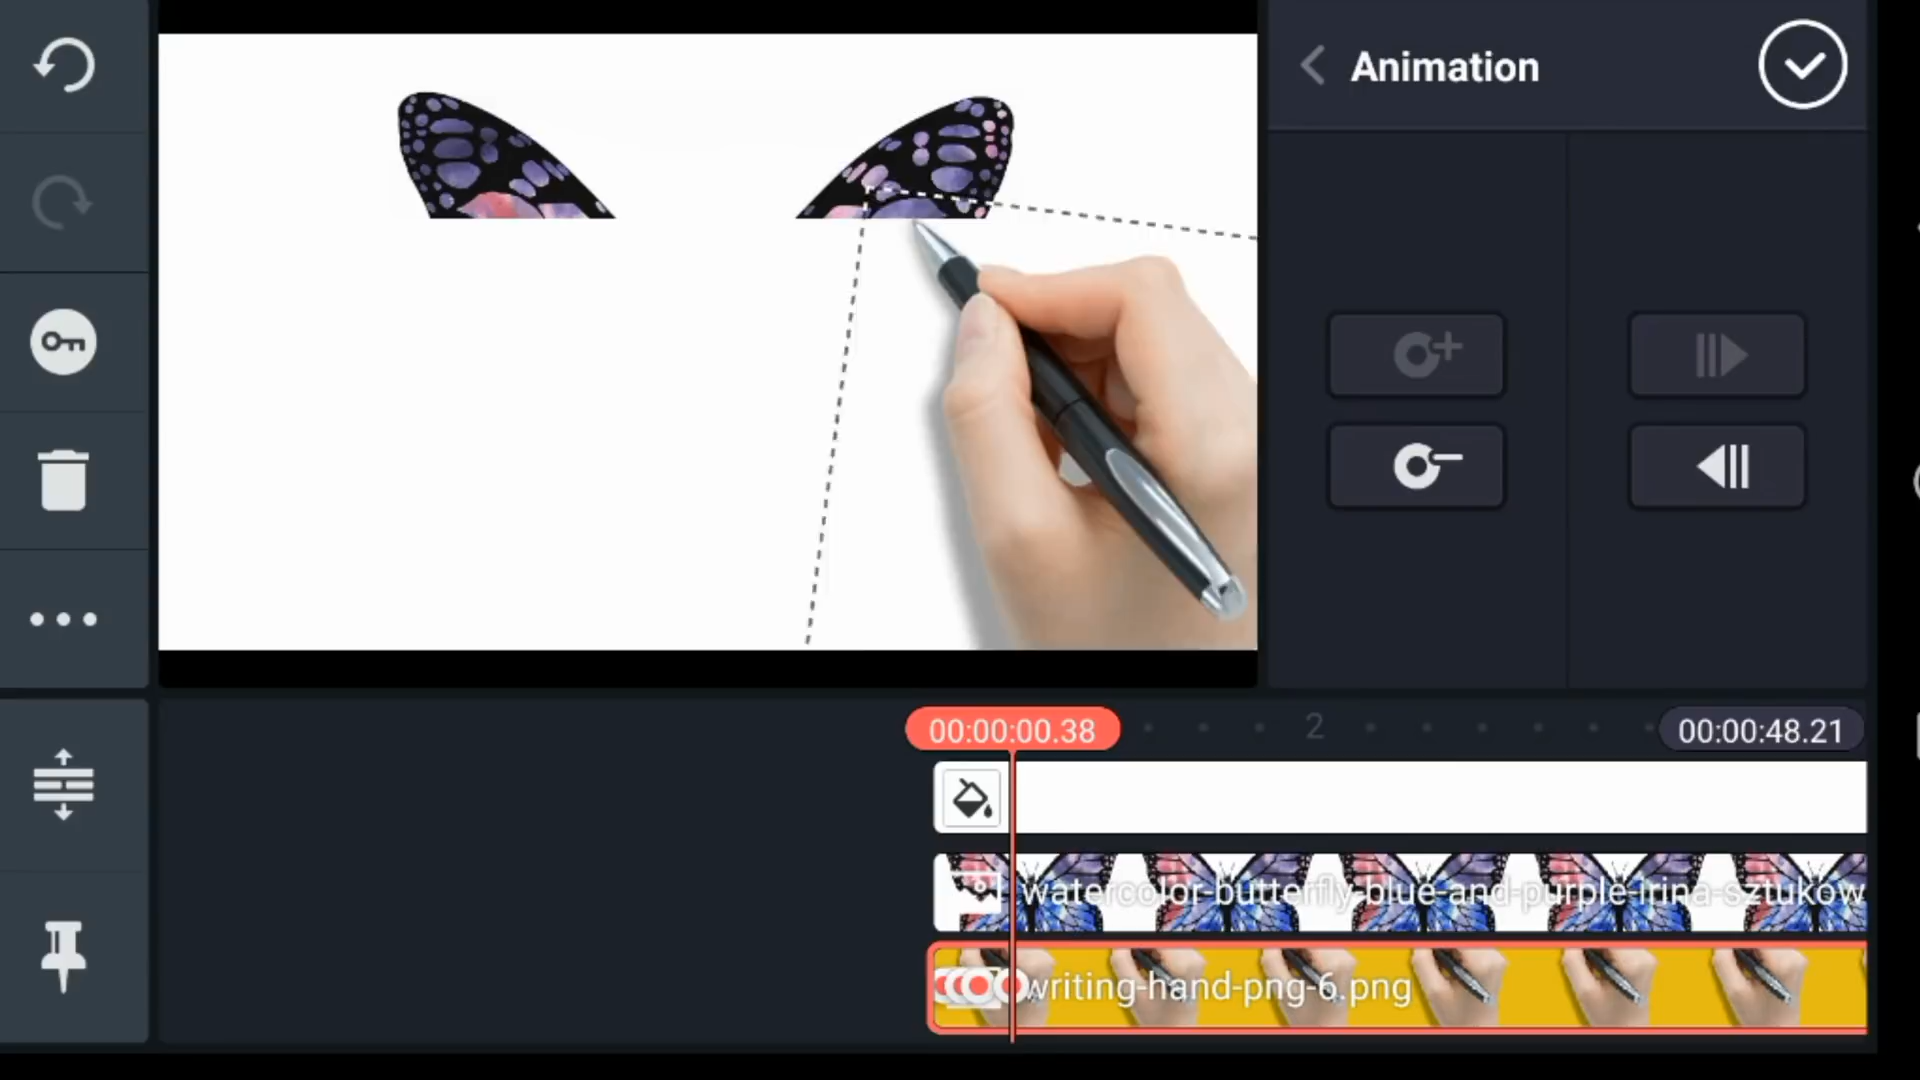 Animation
00:00:00.38
2
00:00:48.21
watercolor-butterfly-blue-and-purple-irina-sztukow
writing-hand-png-6.png